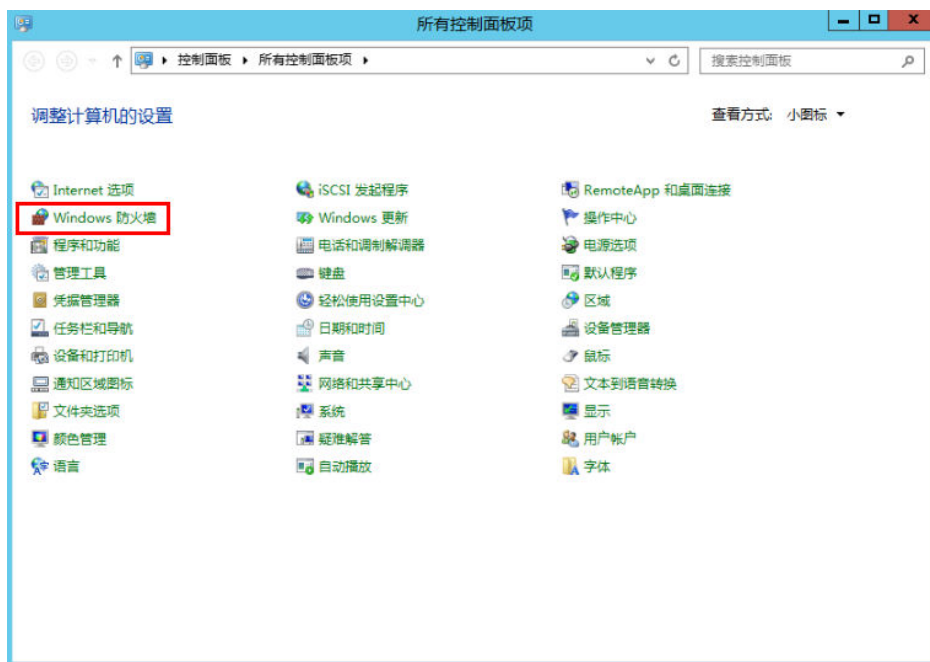 所有控制面板项
控制面板 所有控制面板项
搜索控制面板
调整计算机的设置
查看方式: 小图标
Internet 选项 iSCSI 发起程序 RemoteApp 和桌面连接
Windows 防火墙 Windows 更新 操作中心
程序和功能 电话和调制解调器 电源选项
管理工具 键盘 默认程序
凭据管理器 轻松使用设置中心 区域
任务栏和导航 日期和时间 设备管理器
设备和打印机 声音 鼠标
通知区域图标 网络和共享中心 文本到语音转换
文件夹选项 系统 显示
颜色管理 疑难解答 用户帐户
语言 自动播放 字体